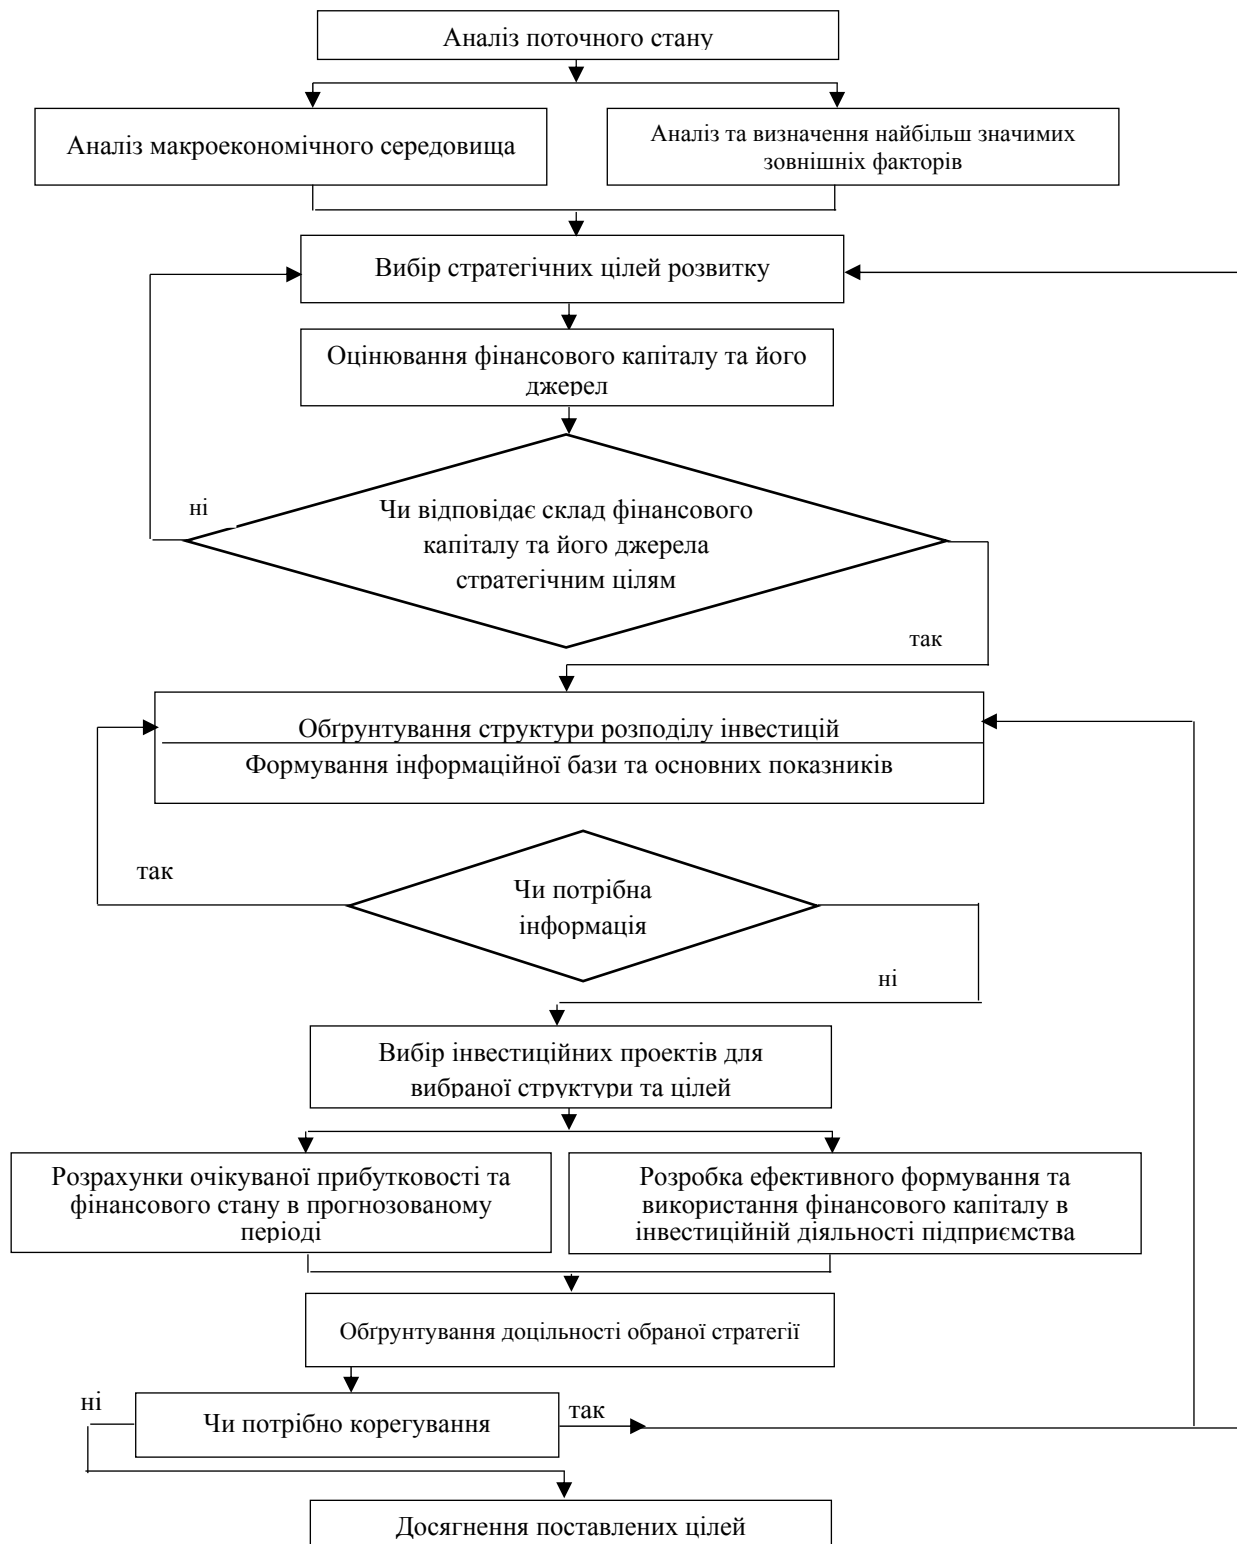 Аналіз поточного стану
Аналіз макроекономічного середовища
Аналіз та визначення найбільш значимих
зовнішніх факторів
Вибір стратегічних цілей розвитку
Оцінювання фінансового капіталу та його
джерел
ні
Чи відповідає склад фінансового
капіталу та його джерела
стратегічним цілям
так
Обґрунтування структури розподілу інвестицій
Формування інформаційної бази та основних показників
так
Чи потрібна
інформація
ні
Вибір інвестиційних проектів для
вибраної структури та цілей
Розрахунки очікуваної прибутковості та
фінансового стану в прогнозованому
періоді
Розробка ефективного формування та
використання фінансового капіталу в
інвестиційній діяльності підприємства
Обґрунтування доцільності обраної стратегії
ні
Чи потрібно корегування
так
Досягнення поставлених цілей